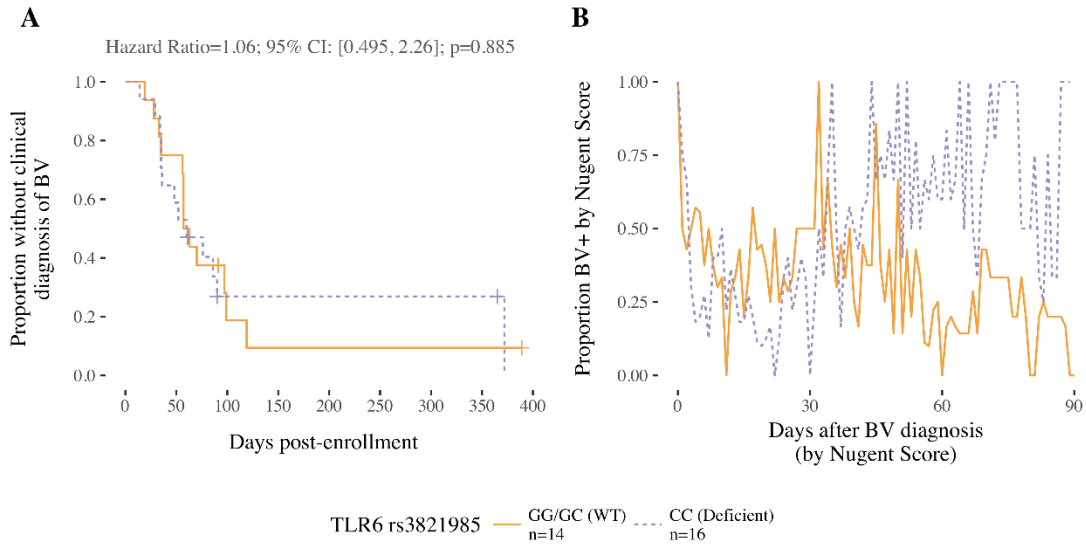 A
Hazard Ratio=1.06; 95% CI: [0.495, 2.26]; p=0.885
Proportion without clinical
diagnosis of BV
1.0
0.8
0.6
0.4
0.2
0.0
0 50 100 150 200 250 300 350 400
Days post-enrollment
B
Proportion BV+ by Nugent Score
1.00
0.75
0.50
0.25
0.00
0 30 60 90
Days after BV diagnosis
(by Nugent Score)
TLR6 rs3821985
GG/GC (WT)
n=14
CC (Deficient)
n=16